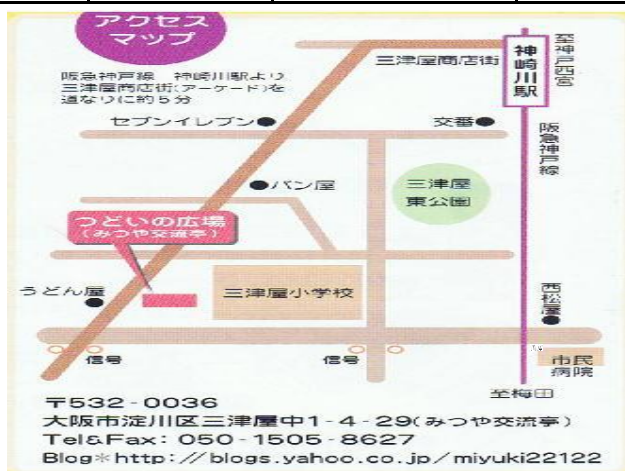 アクセス
マップ
阪急神戸線 神崎川駅より
三津屋商店街(アーケード)を
道なりに約5分
三津屋商店街
神崎川駅
至神戸西宮
阪急神戸線
セブンイレブン●
交番●
●パン屋
三津屋
東公園
つどいの広場
(みつや交流亭)
うどん屋
三津屋小学校
西松屋
信号
信号
市民
病院
至梅田
〒532-0036
大阪市淀川区三津屋中1-4-29(みつや交流亭)
Tel&Fax: 050-1505-8627
Blog*http://blogs.yahoo.co.jp/miyuki22122